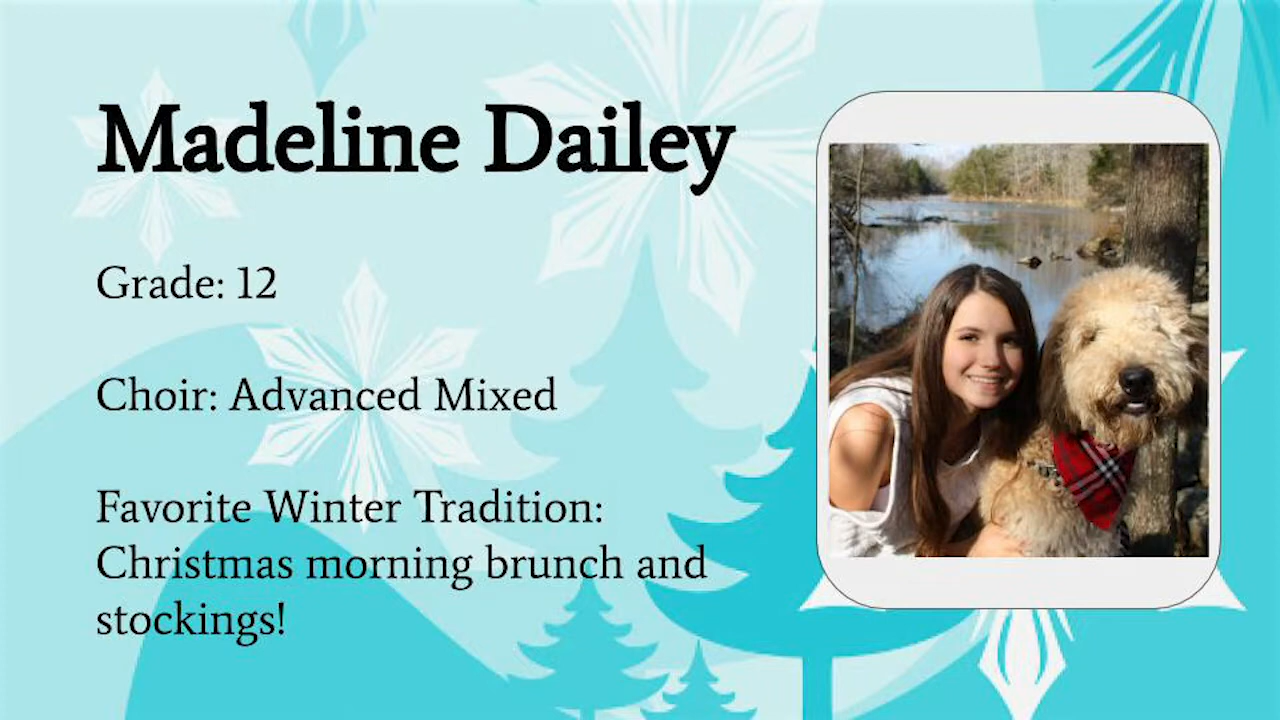 Madeline Dailey
Grade: 12
Choir: Advanced Mixed
Favorite Winter Tradition:
Christmas morning brunch and
stockings!